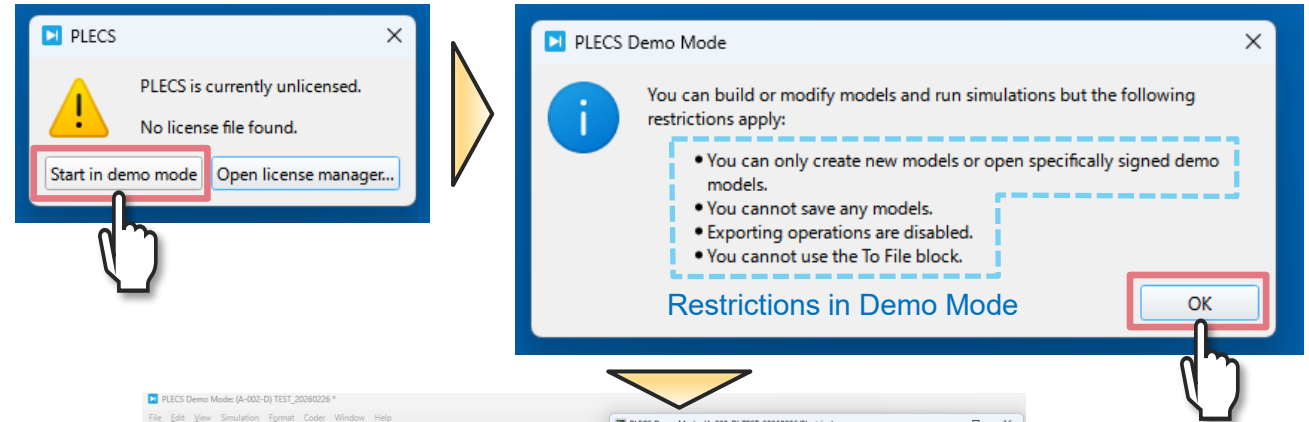 PLECS
PLECS is currently unlicensed.
No license file found.
Start in demo mode
Open license manager...
PLECS Demo Mode
You can build or modify models and run simulations but the following
restrictions apply:
• You can only create new models or open specifically signed demo
models.
• You cannot save any models.
• Exporting operations are disabled.
• You cannot use the To File block.
Restrictions in Demo Mode
OK
PLECS Demo Mode: (A-002-D) TEST_20260226 *
File Edit View Simulation Format Coder Window Help